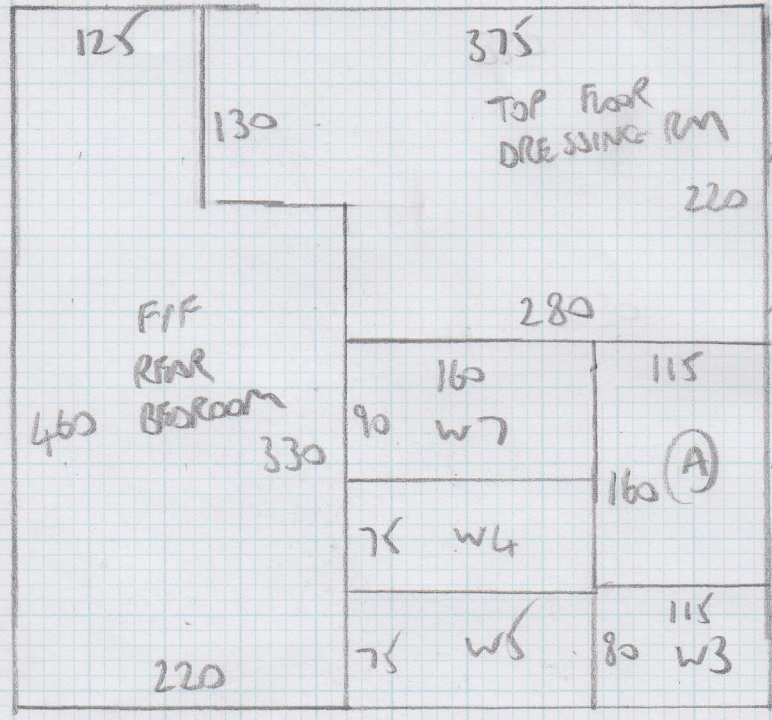 125
375
130
TOP FLOOR
DRESSING RM
220
280
F/F
REAR
BEDROOM
460
330
160
90 W7
115
160 A
75 W4
75 W5
115
80 W3
220